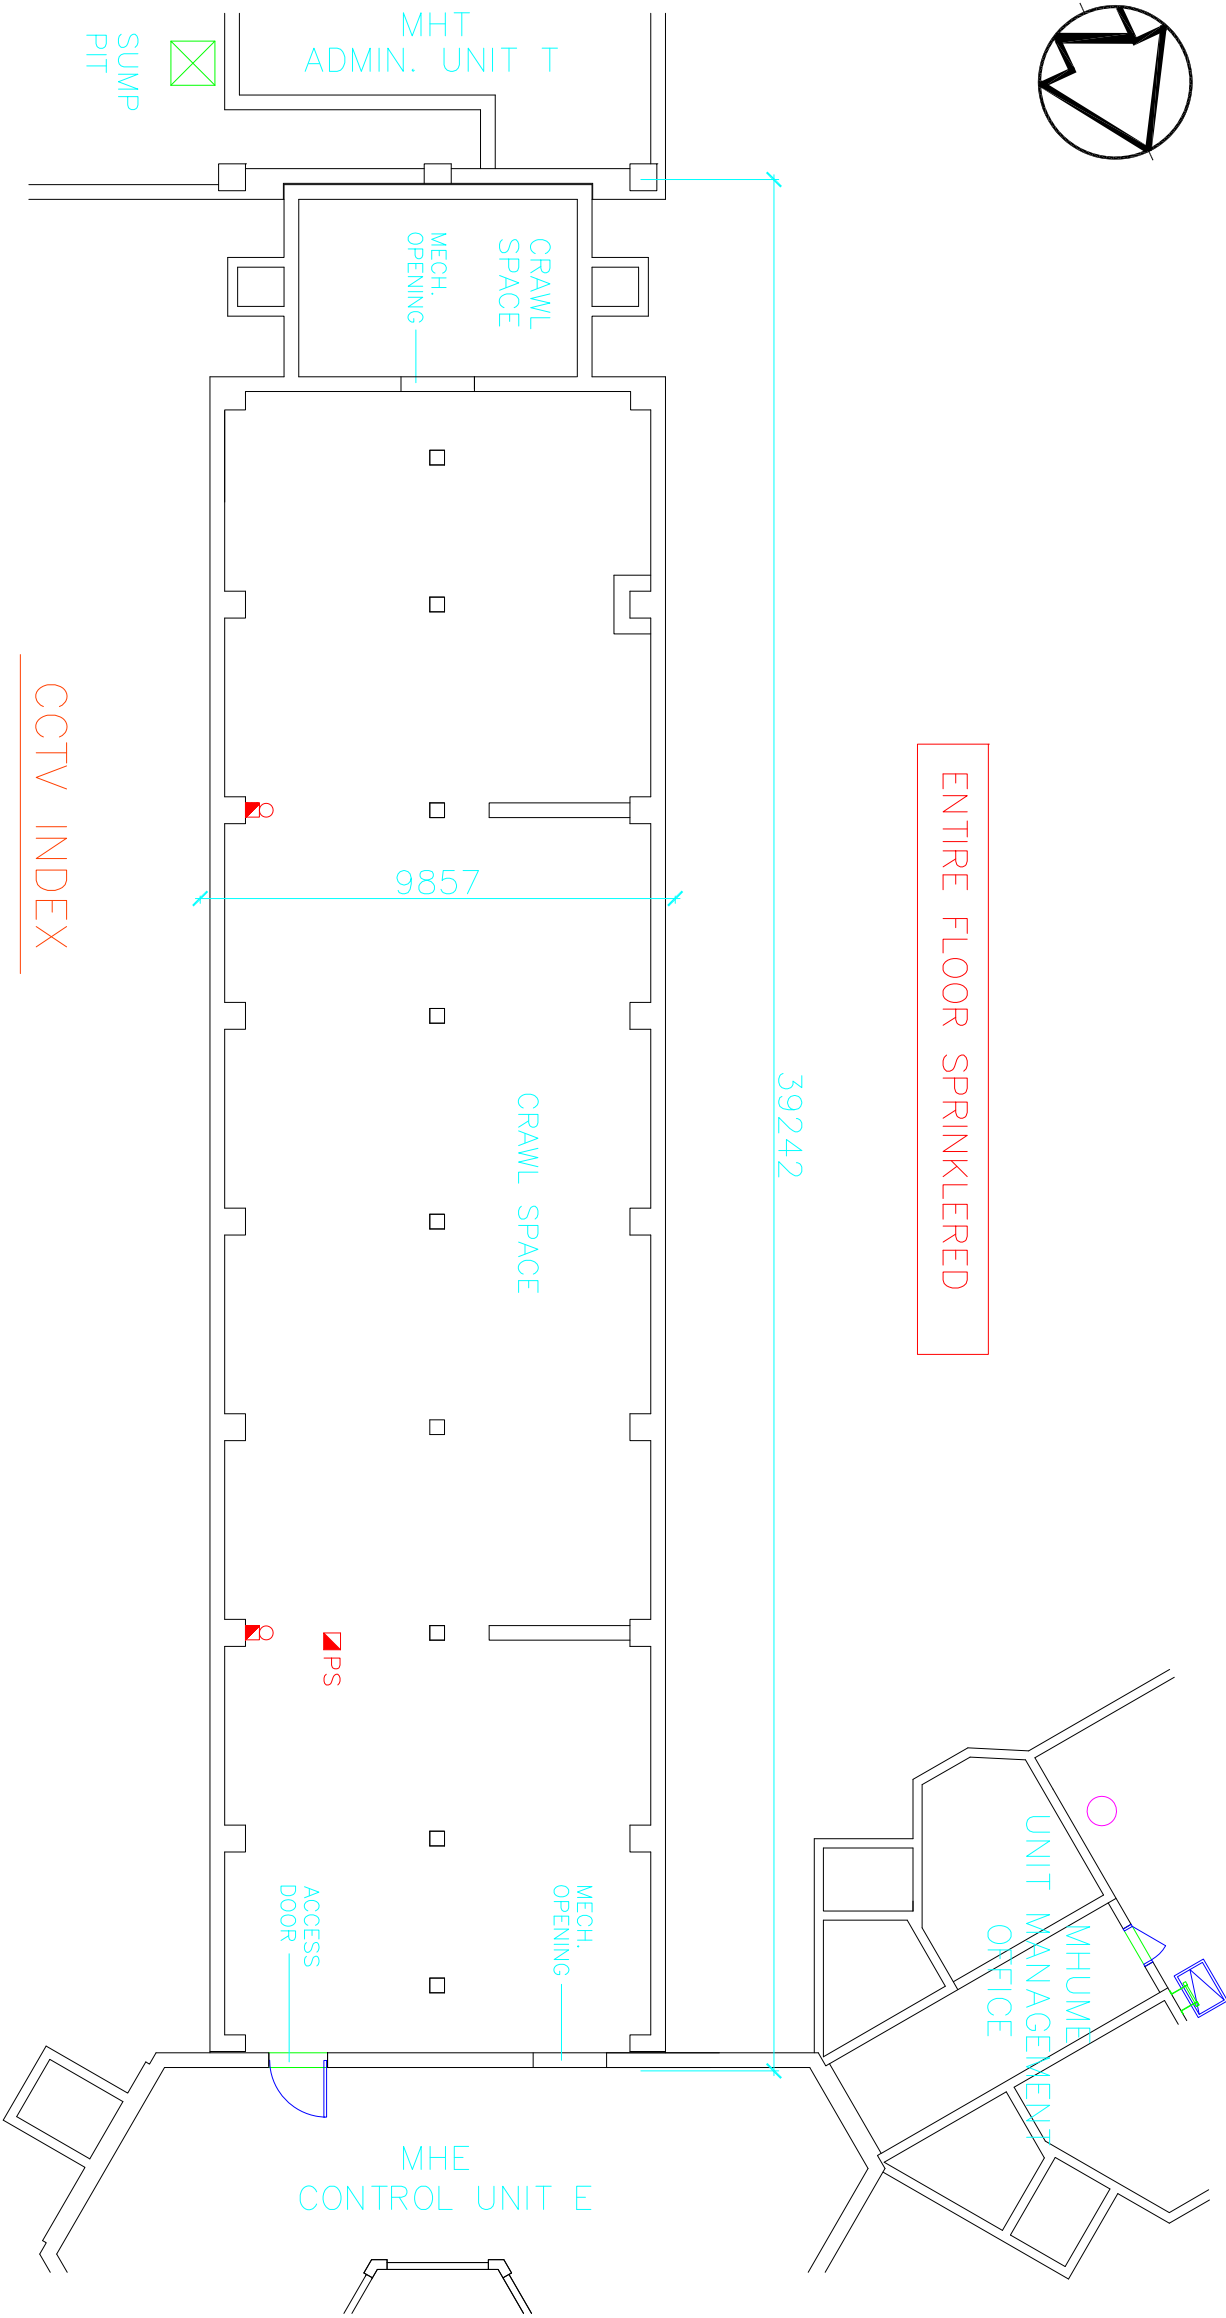 MHT
ADMIN. UNIT T
SUMP
PIT
CRAWL
SPACE
MECH.
OPENING
CCTV INDEX
ENTIRE FLOOR SPRINKLERED
9857
39242
CRAWL SPACE
PS
ACCESS
DOOR
MECH.
OPENING
MHUME
UNIT MANAGEMENT
OFFICE
MHE
CONTROL UNIT E